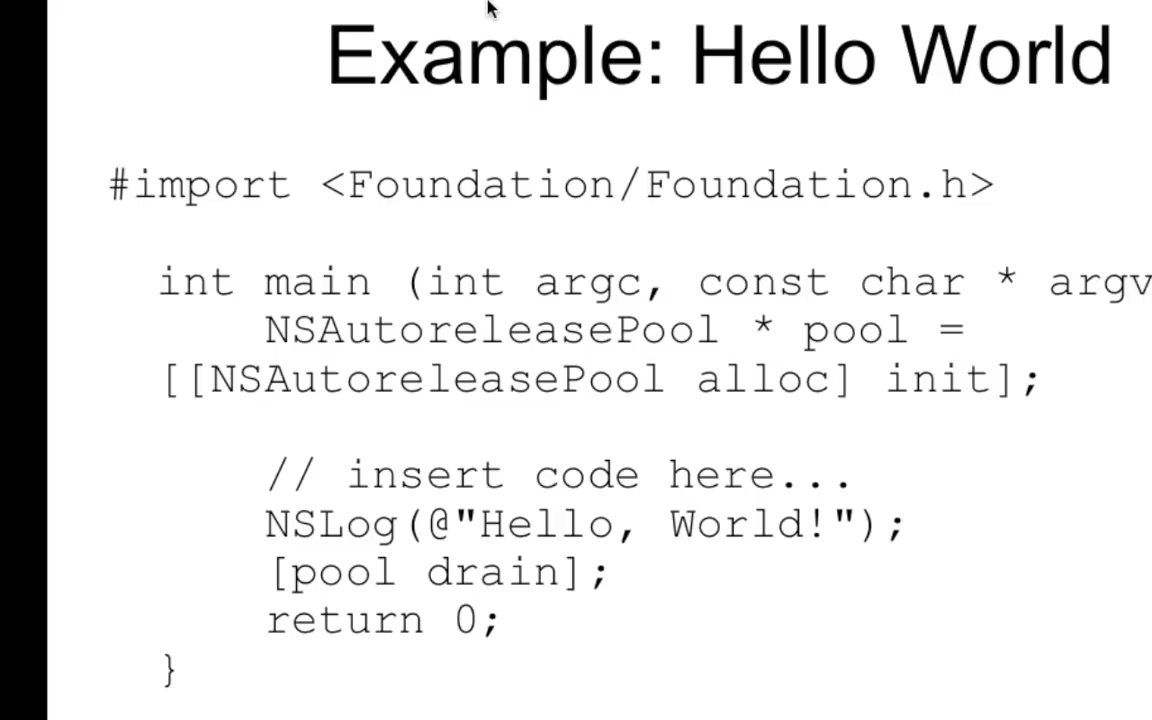 Example: Hello World
#import <Foundation/Foundation.h>
int main (int argc, const char * argv
NSAutoreleasePool * pool =
[[NSAutoreleasePool alloc] init];
// insert code here...
NSLog(@"Hello, World!");
[pool drain];
return 0;
}